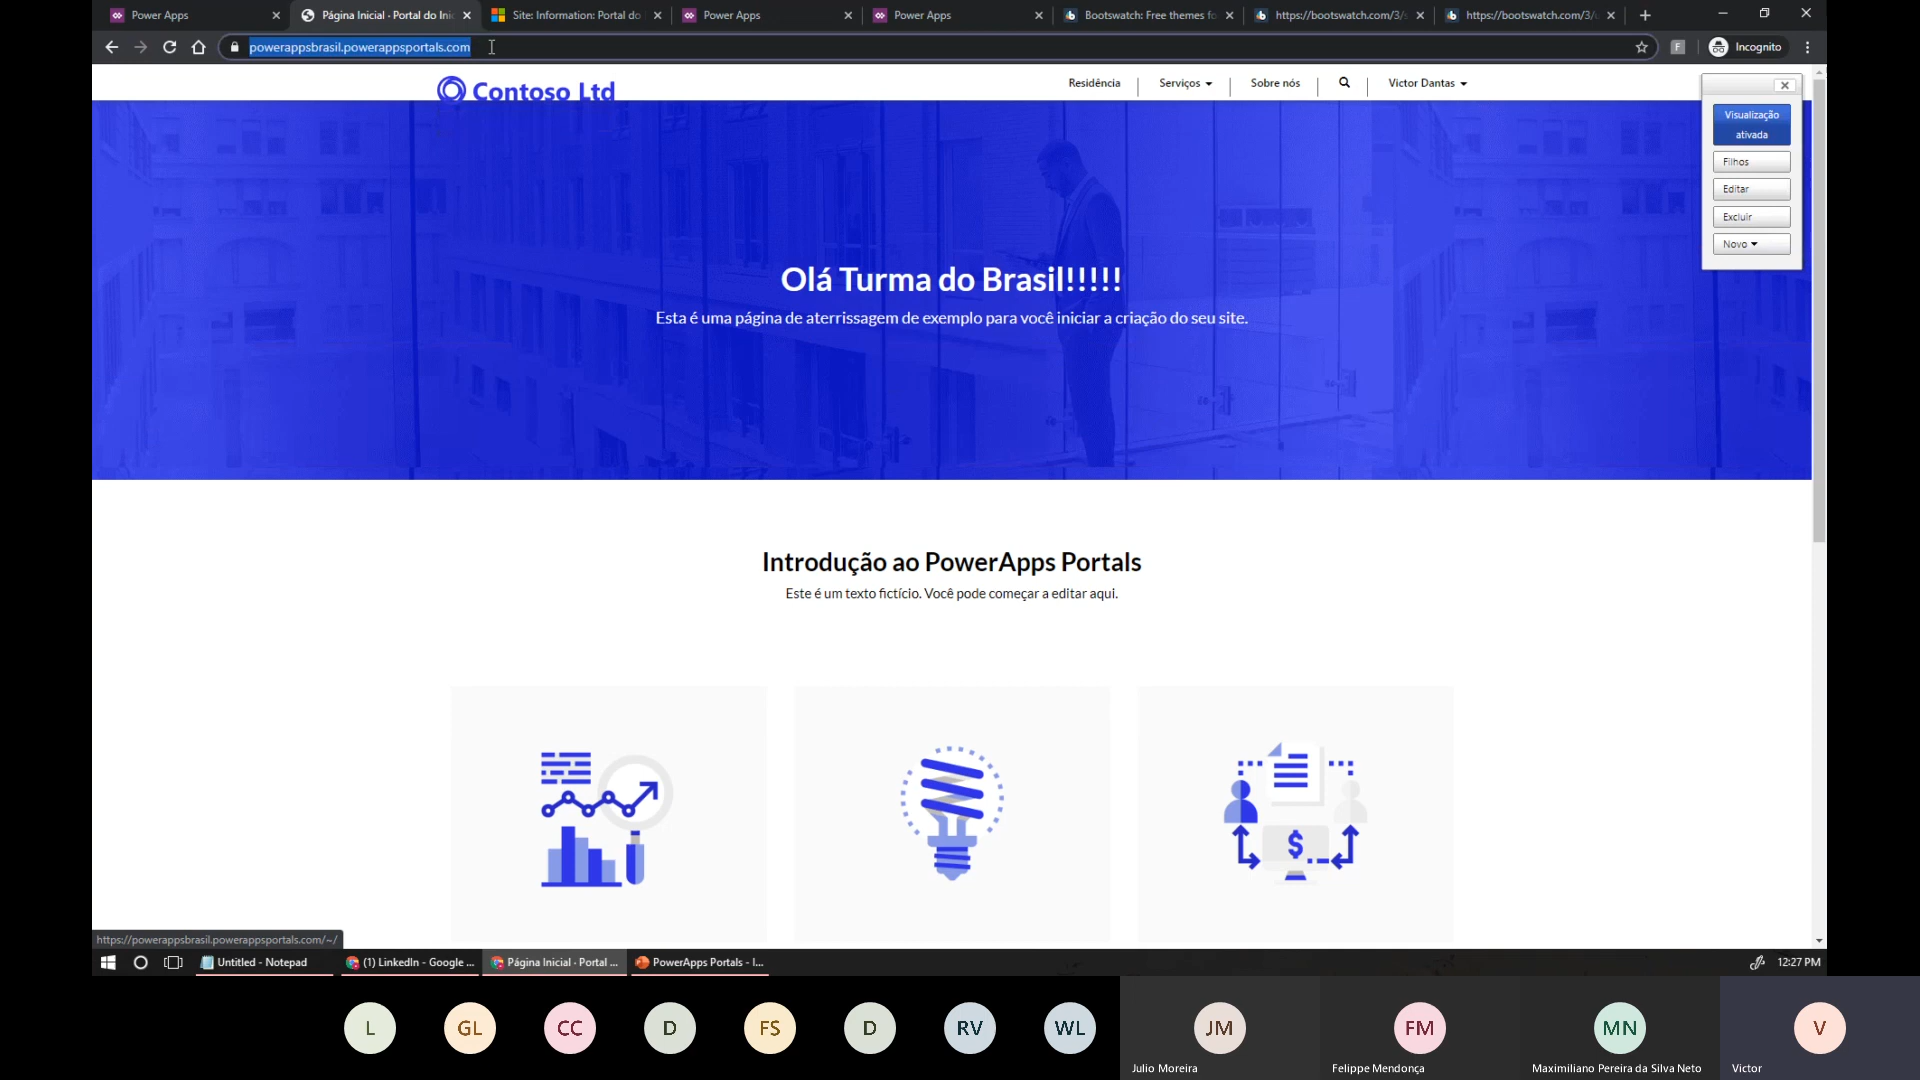 Power Apps
Página Inicial · Portal do Ini
Site: Information: Portal do
Power Apps
Power Apps
Bootswatch: Free themes fo
https://bootswatch.com/3/s
https://bootswatch.com/3/
powerappsbrasil.powerappsportals.com
F
Incognito
Contoso Ltd
Residência
Serviços
Sobre nós
Victor Dantas
Visualização
ativada
Filhos
Editar
Excluir
Novo
Olá Turma do Brasil!!!!!
Esta é uma página de aterrissagem de exemplo para você iniciar a criação do seu site.
Introdução ao PowerApps Portals
Este é um texto fictício. Você pode começar a editar aqui.
$
https://powerappsbrasil.powerappsportals.com/~/
Untitled - Notepad
(1) LinkedIn - Google ...
Página Inicial · Portal ...
PowerApps Portals - I...
12:27 PM
L
GL
CC
D
FS
D
RV
WL
JM
FM
MN
V
Julio Moreira
Felippe Mendonça
Maximiliano Pereira da Silva Neto
Victor